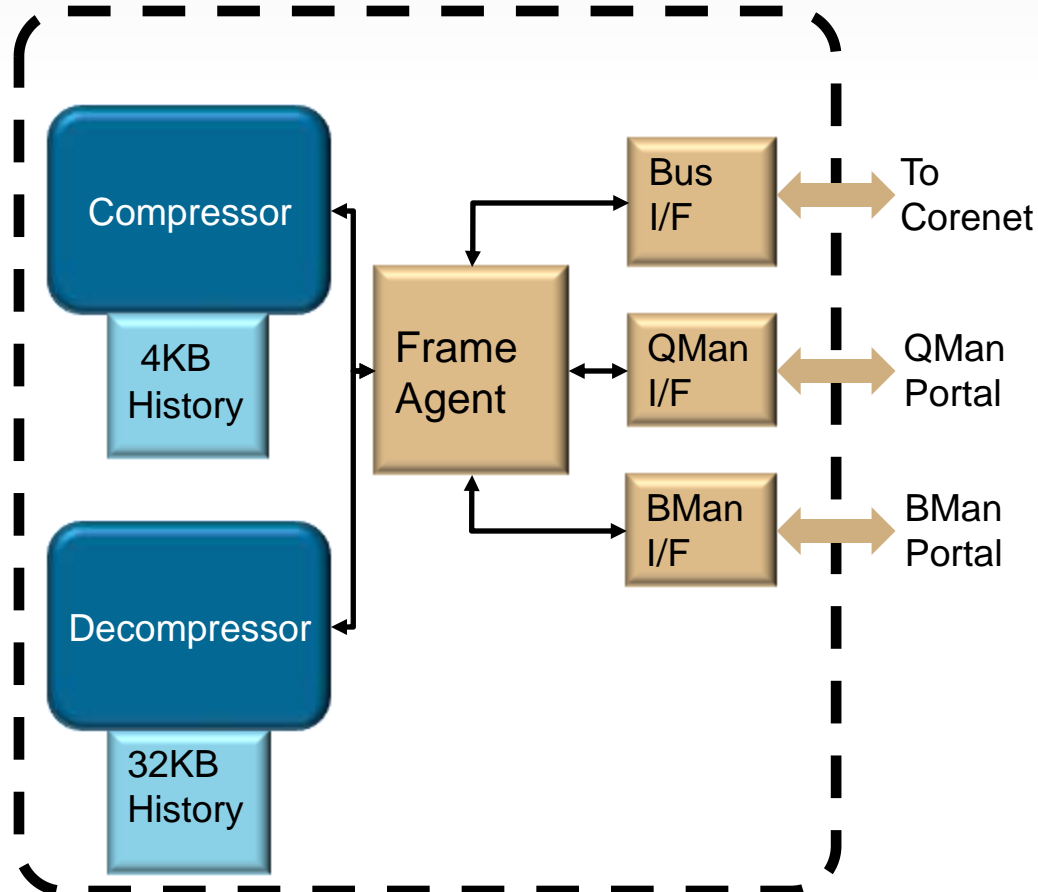 Compressor
4KB
History
Decompressor
32KB
History
Frame
Agent
Bus
I/F
QMan
I/F
BMan
I/F
To
Corenet
QMan
Portal
BMan
Portal